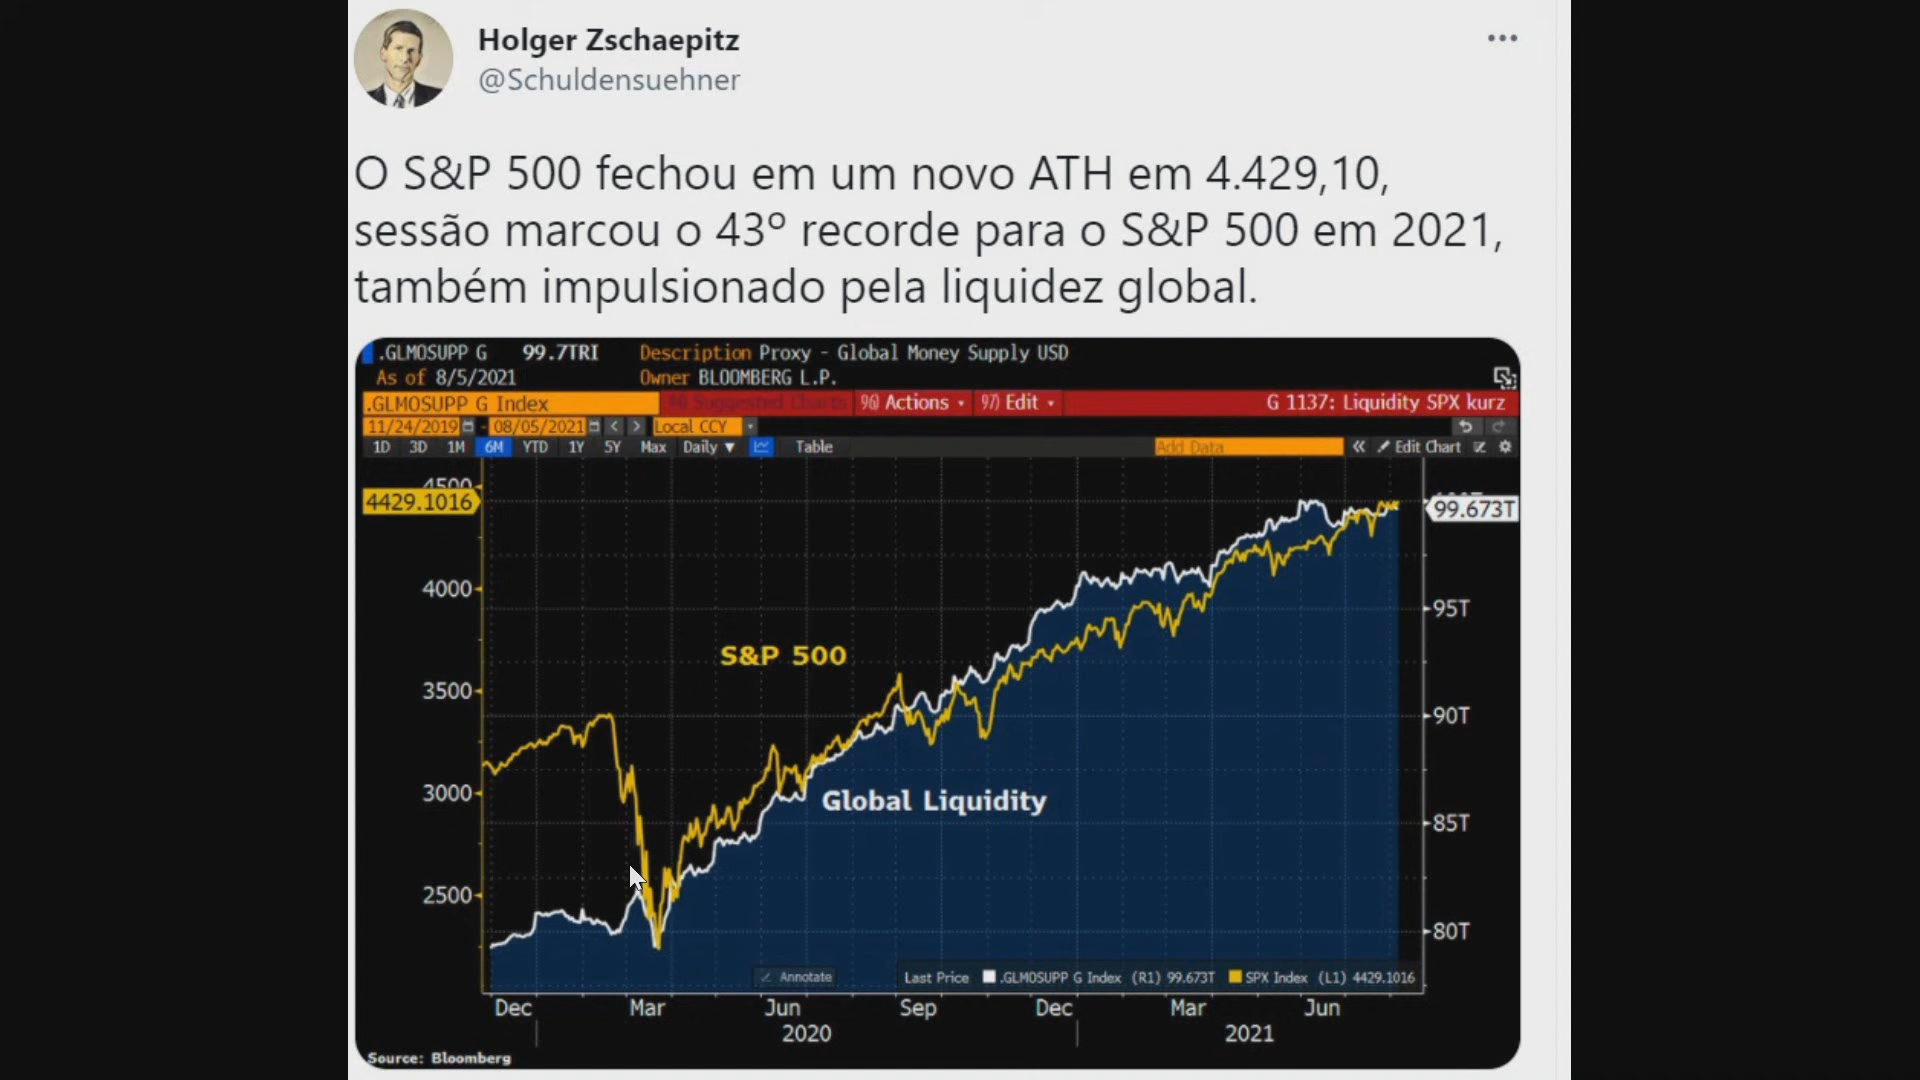 Holger Zschaepitz
@Schuldensuehner
O S&P 500 fechou em um novo ATH em 4.429,10,
sessão marcou o 43º recorde para o S&P 500 em 2021,
também impulsionado pela liquidez global.
.GLMOSUPP G 99.7TRI Description Proxy - Global Money Supply USD
As of 8/5/2021 Owner BLOOMBERG L.P.
.GLMOSUPP G Index 96) Suggested Charts 96) Actions 97) Edit G 1137: Liquidity SPX kurz
11/24/2019 - 08/05/2021 Local CCY
1D 3D 1M 6M YTD 1Y 5Y Max Daily Table Add Data Edit Chart
4500
4429.1016 99.673T
4000 95T
S&P 500
3500 90T
3000 85T
Global Liquidity
2500 80T
Annotate Last Price .GLMOSUPP G Index (R1) 99.673T SPX Index (L1) 4429.1016
Dec Mar Jun Sep Dec Mar Jun
2020 2021
Source: Bloomberg